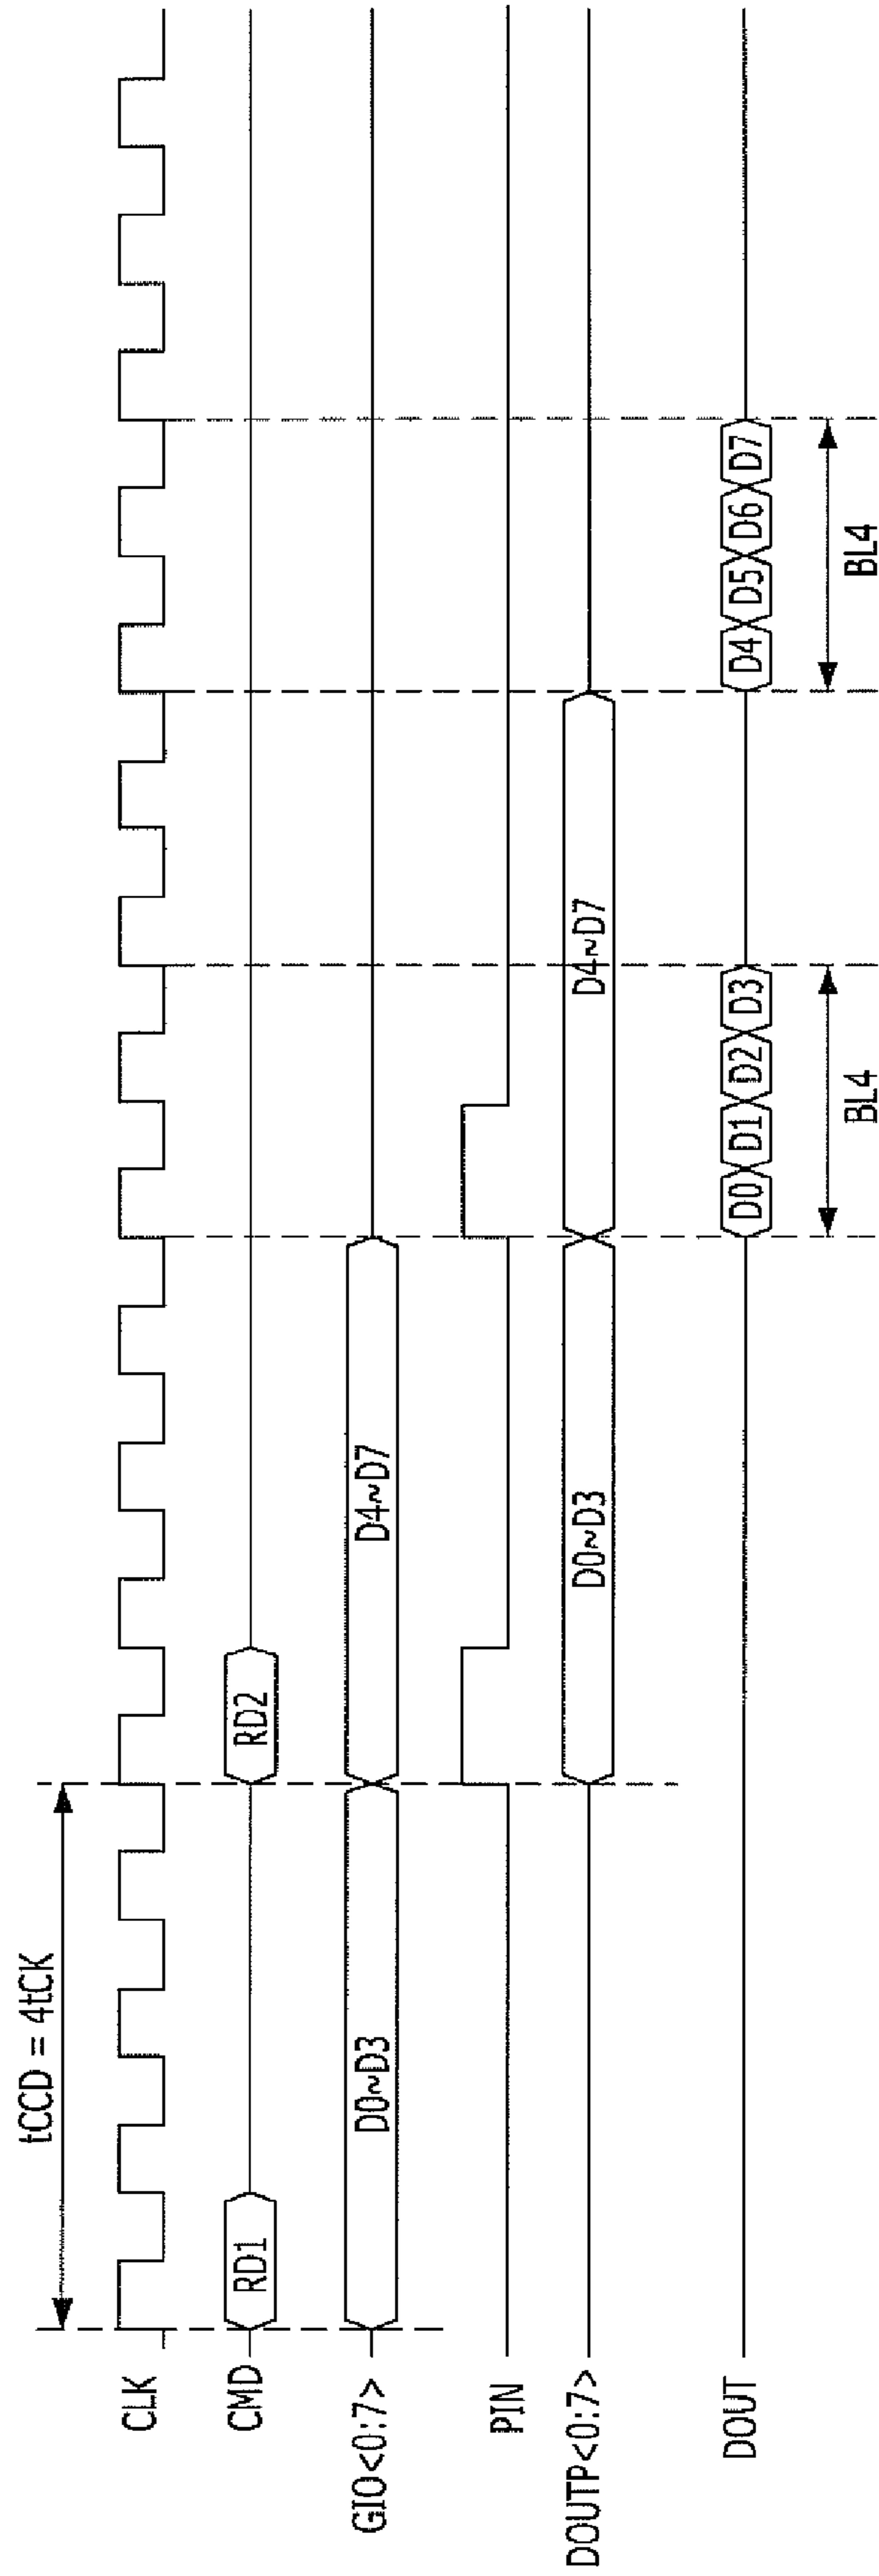 tCCD = 4tCK
CLK
CMD
RD1
RD2
GIO<0:7>
D0~D3
D4~D7
PIN
DOUTP<0:7>
D0~D3
D4~D7
DOUT
D0
D1
D2
D3
D4
D5
D6
D7
BL4
BL4